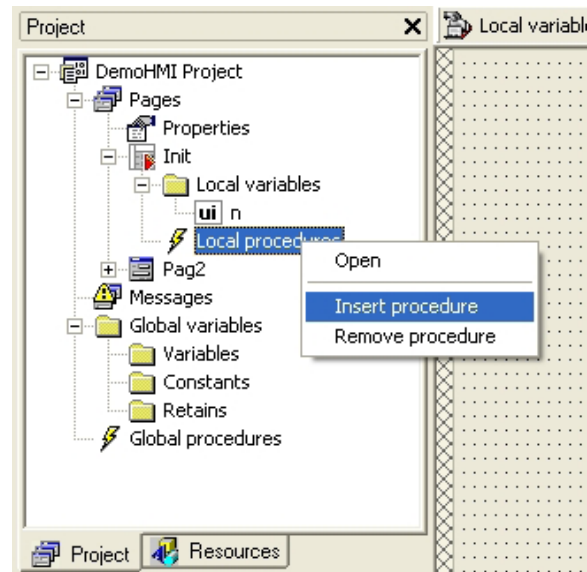 Project
Local variable
DemoHMI Project
Pages
Properties
Init
Local variables
ui n
Local procedures
Open
Pag2
Insert procedure
Messages
Remove procedure
Global variables
Variables
Constants
Retains
Global procedures
Project Resources